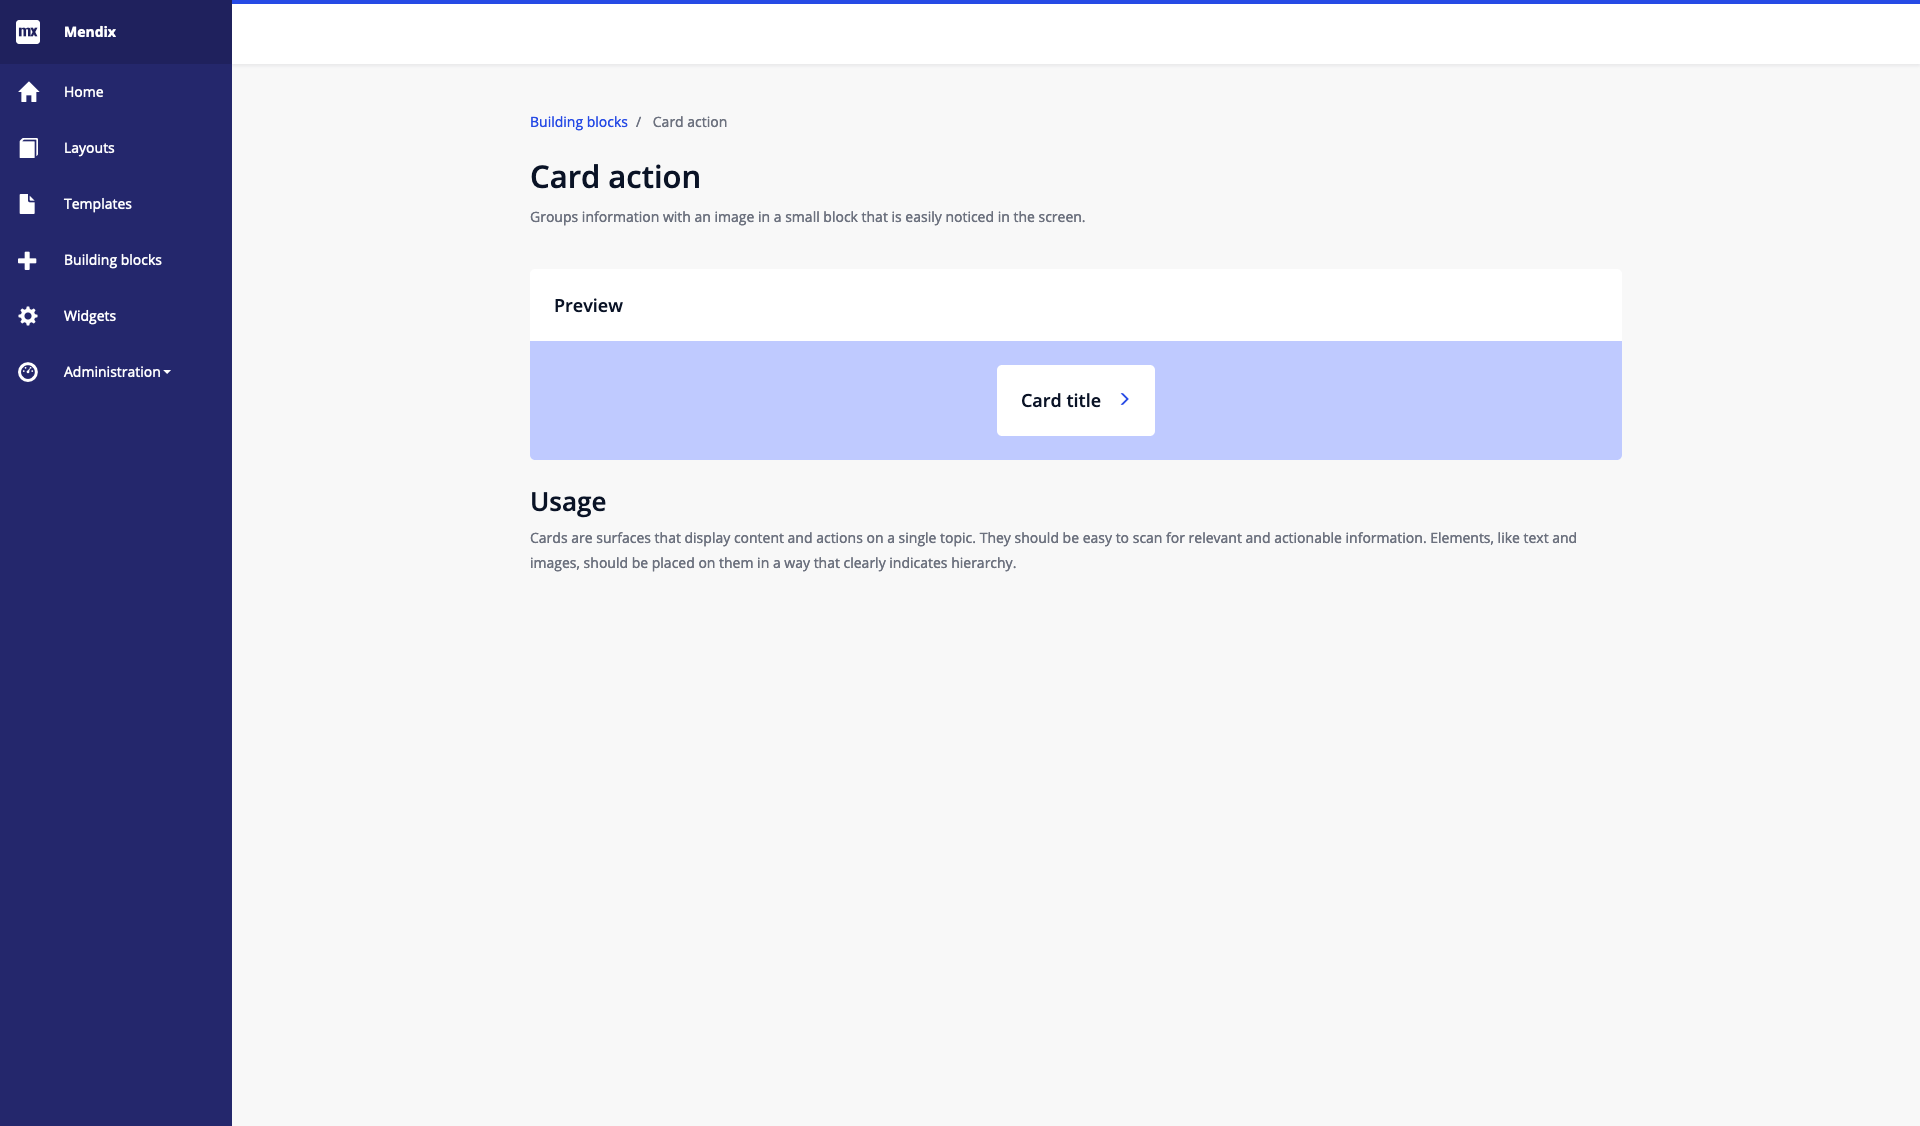 mx Mendix
Home
Layouts
Templates
Building blocks
Widgets
Administration
Building blocks / Card action
Card action
Groups information with an image in a small block that is easily noticed in the screen.
Preview
Card title
Usage
Cards are surfaces that display content and actions on a single topic. They should be easy to scan for relevant and actionable information. Elements, like text and
images, should be placed on them in a way that clearly indicates hierarchy.